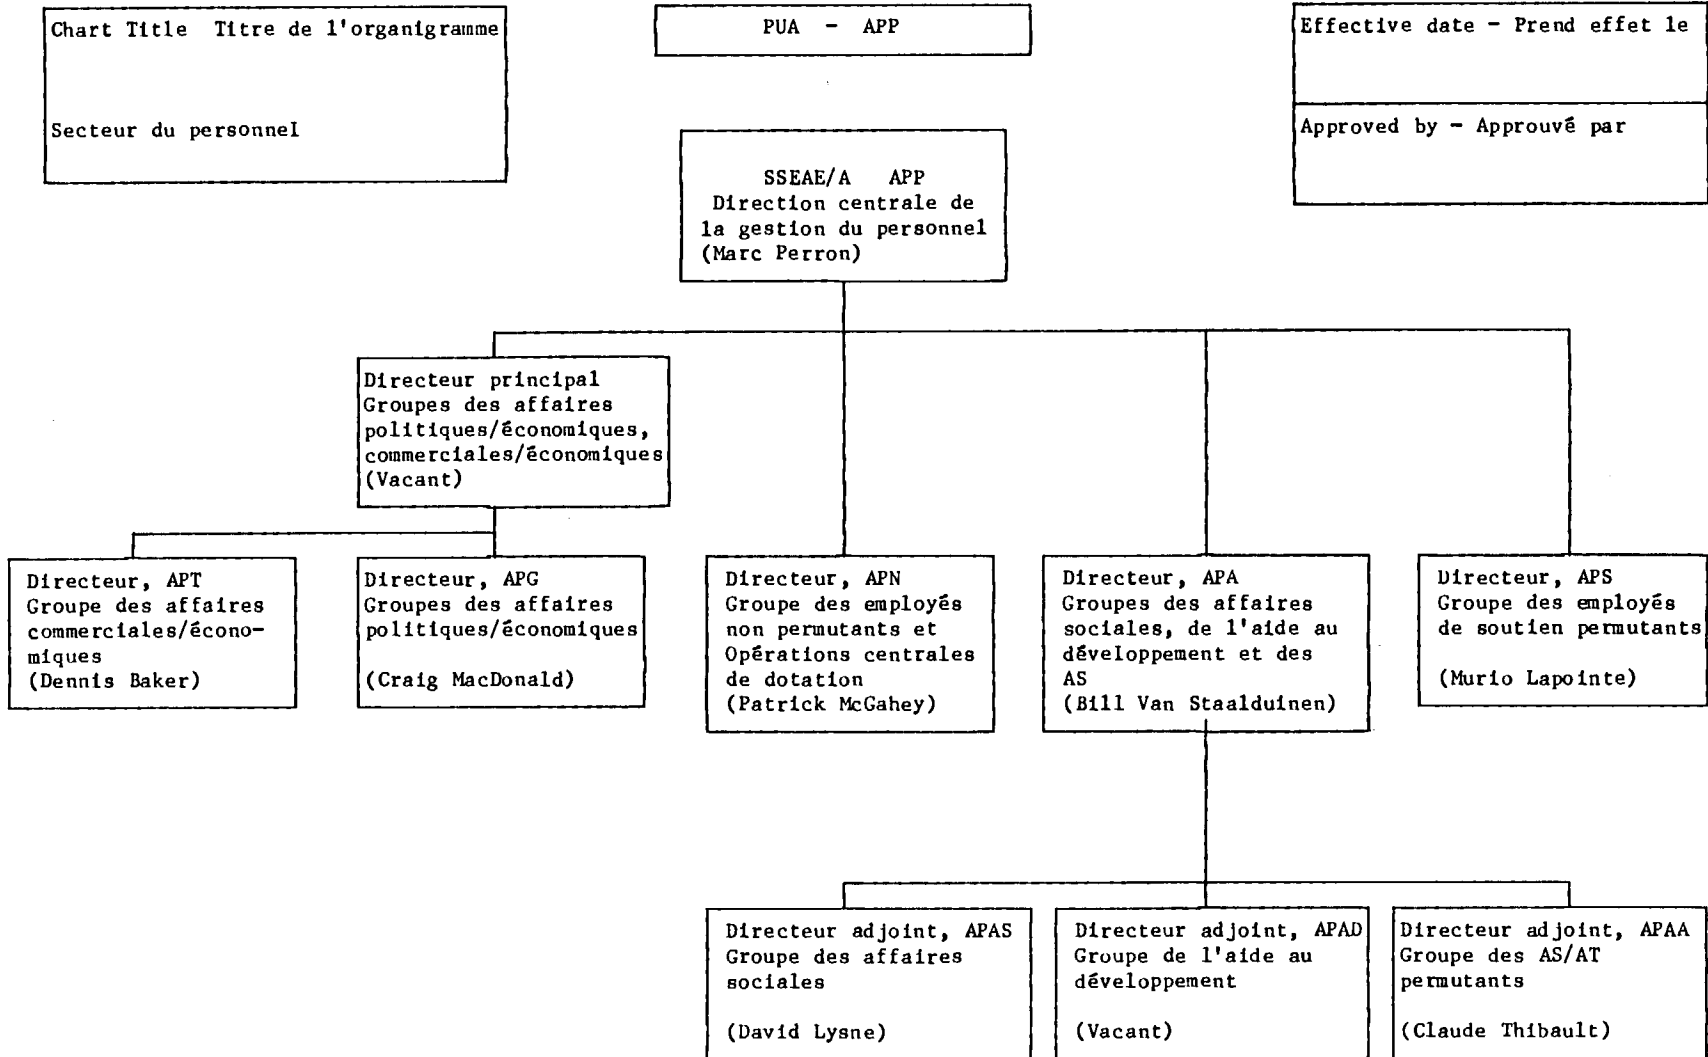 Chart Title Titre de l'organigramme
Secteur du personnel
PUA - APP
Effective date - Prend effet le
Approved by - Approuvé par
SSEAE/A APP
Direction centrale de
la gestion du personnel
(Marc Perron)
Directeur principal
Groupes des affaires
politiques/économiques,
commerciales/économiques
(Vacant)
Directeur, APT
Groupe des affaires
commerciales/écono-
miques
(Dennis Baker)
Directeur, APG
Groupes des affaires
politiques/économiques
(Craig MacDonald)
Directeur, APN
Groupe des employés
non permutants et
Opérations centrales
de dotation
(Patrick McGahey)
Directeur, APA
Groupes des affaires
sociales, de l'aide au
développement et des
AS
(Bill Van Staalduinen)
Directeur, APS
Groupe des employés
de soutien permutants
(Murio Lapointe)
Directeur adjoint, APAS
Groupe des affaires
sociales
(David Lysne)
Directeur adjoint, APAD
Groupe de l'aide au
développement
(Vacant)
Directeur adjoint, APAA
Groupe des AS/AT
permutants
(Claude Thibault)